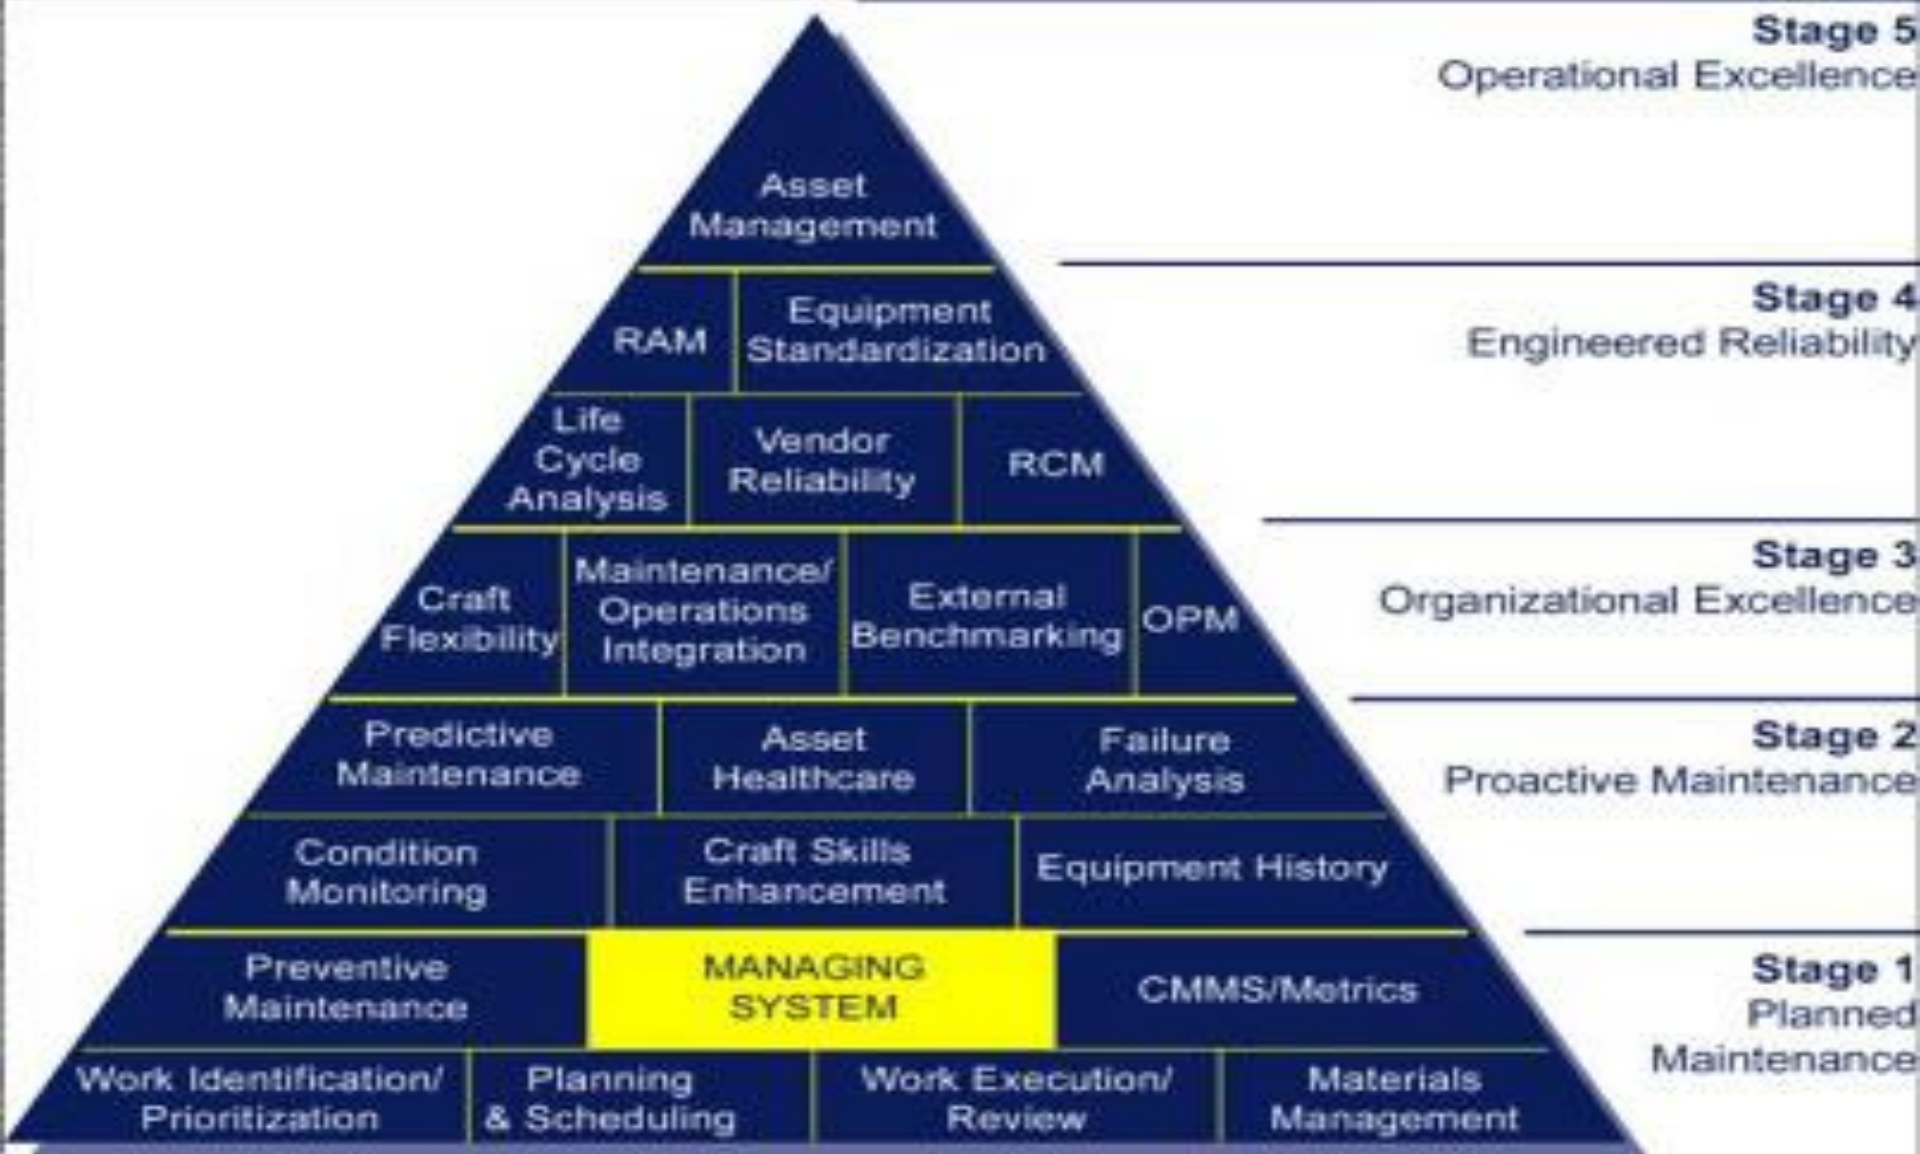 Stage 5
Operational Excellence
Asset
Management
Stage 4
Engineered Reliability
RAM
Equipment
Standardization
Life
Cycle
Analysis
Vendor
Reliability
RCM
Stage 3
Organizational Excellence
Craft
Flexibility
Maintenance/
Operations
Integration
External
Benchmarking
OPM
Stage 2
Proactive Maintenance
Predictive
Maintenance
Asset
Healthcare
Failure
Analysis
Condition
Monitoring
Craft Skills
Enhancement
Equipment History
Stage 1
Planned
Maintenance
Preventive
Maintenance
MANAGING
SYSTEM
CMMS/Metrics
Work Identification/
Prioritization
Planning
& Scheduling
Work Execution/
Review
Materials
Management